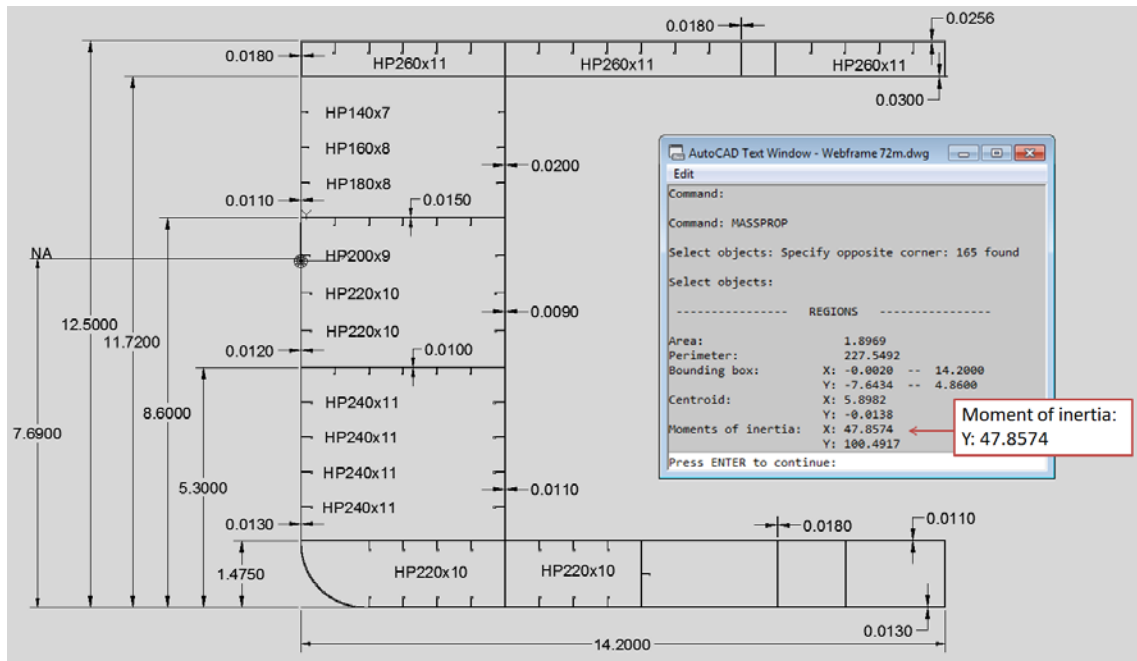 0.0180
0.0256
0.0180
HP260x11
HP260x11
HP260x11
0.0300
HP140x7
HP160x8
0.0200
HP180x8
0.0110
0.0150
NA
HP200x9
HP220x10
12.5000
0.0090
11.7200
HP220x10
0.0120
0.0100
HP240x11
8.6000
7.6900
HP240x11
HP240x11
5.3000
0.0110
HP240x11
0.0130
0.0180
0.0110
1.4750
HP220x10
HP220x10
0.0130
14.2000
AutoCAD Text Window - Webframe 72m.dwg
Edit
Command:
Command: MASSPROP
Select objects: Specify opposite corner: 165 found
Select objects:
---------------- REGIONS ----------------
Area: 1.8969
Perimeter: 227.5492
Bounding box: X: -0.0020 -- 14.2000
Y: -7.6434 -- 4.8600
Centroid: X: 5.8982
Y: -0.0138
Moments of inertia: X: 47.8574
Y: 100.4917
Press ENTER to continue:
Moment of inertia:
Y: 47.8574